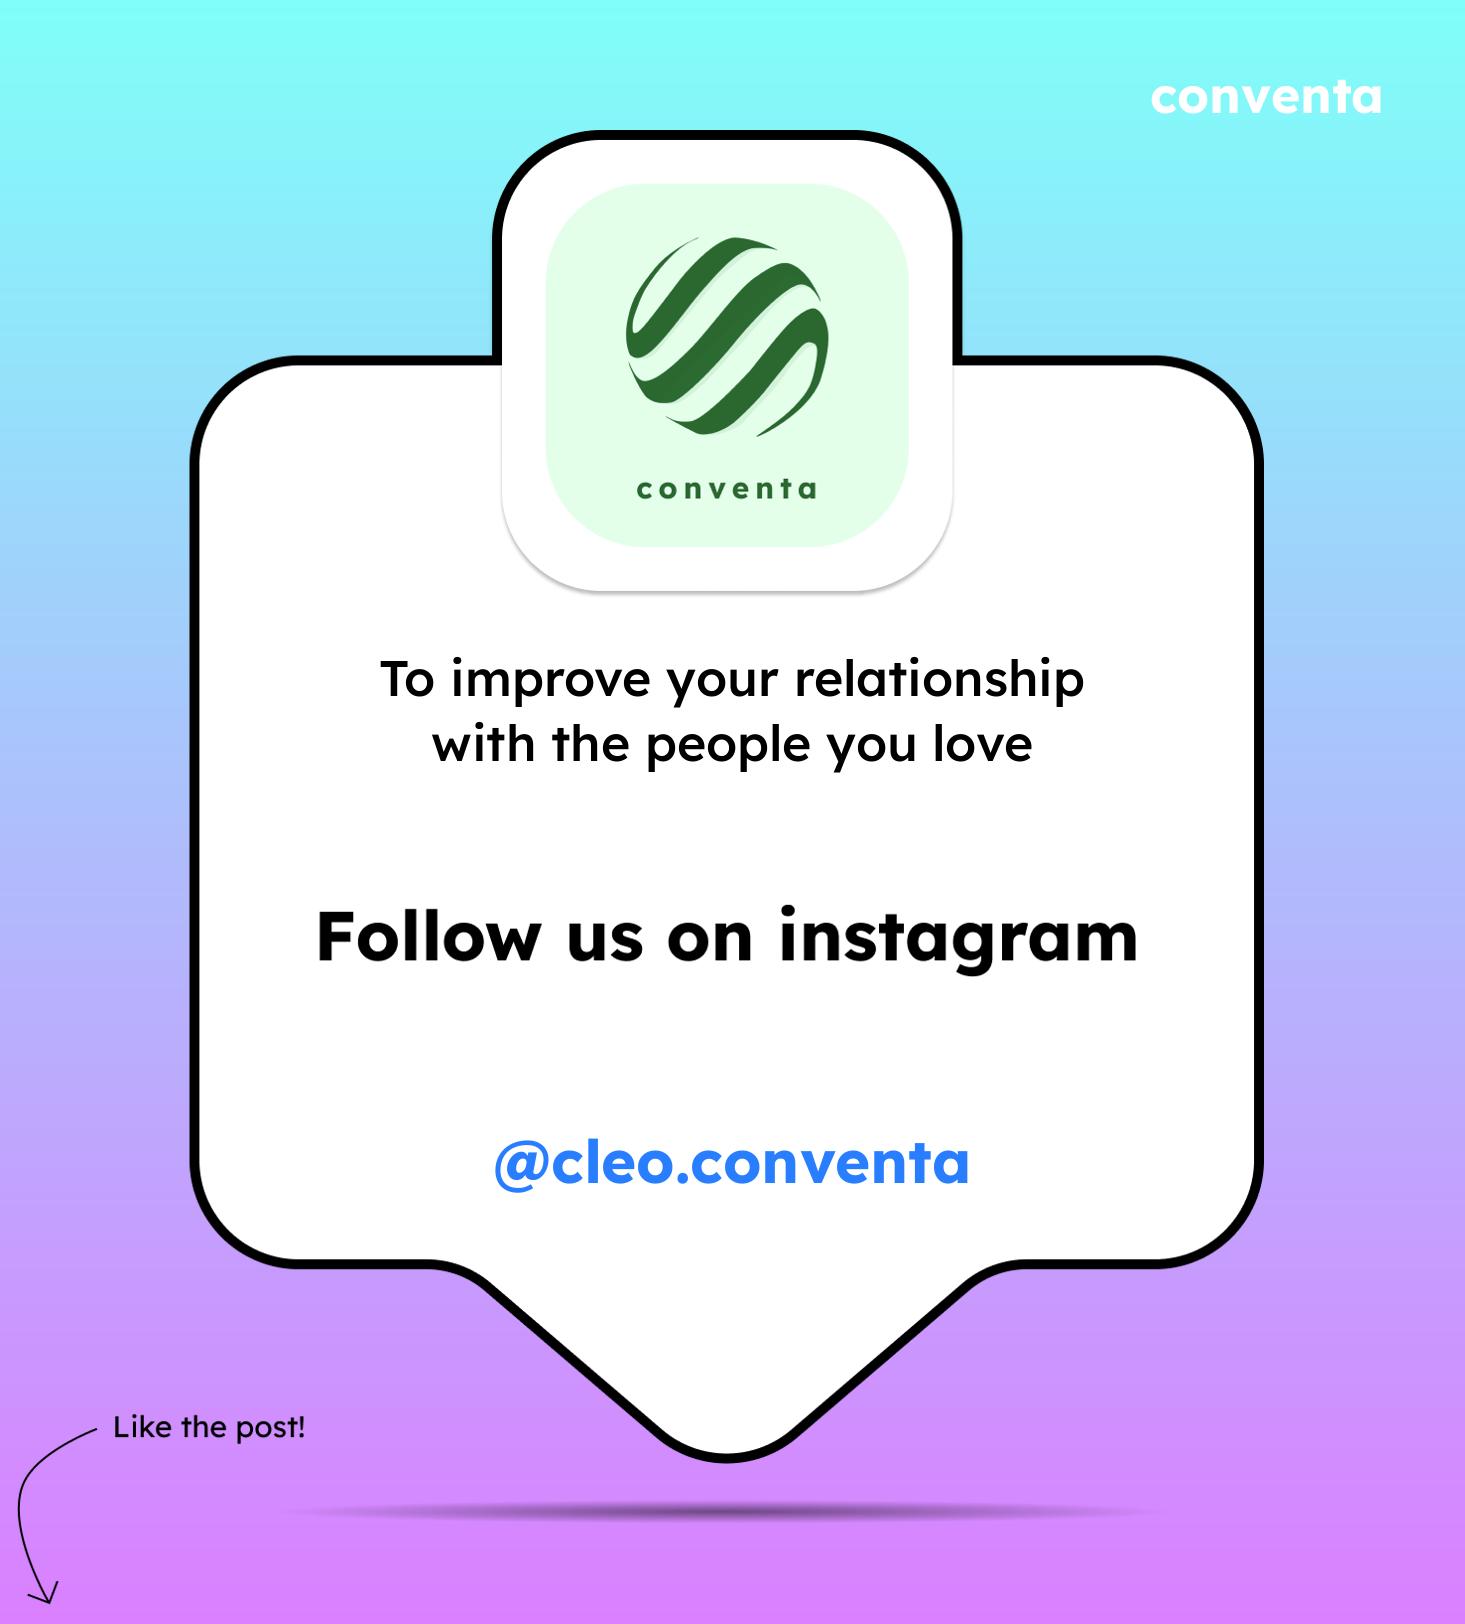 conventa
conventa
To improve your relationship
with the people you love
Follow us on instagram
@cleo.conventa
Like the post!